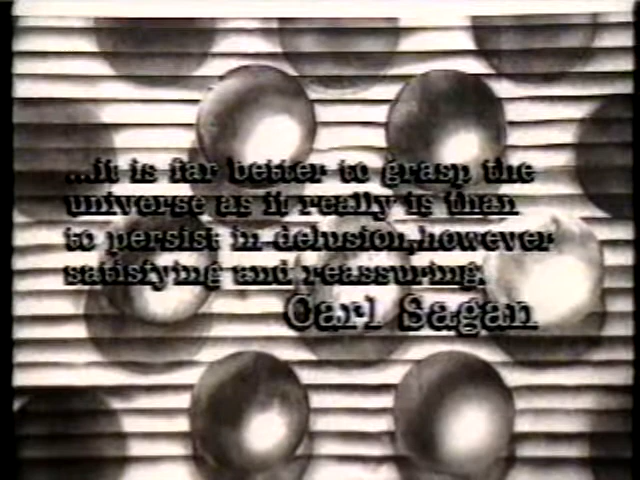 ...it is far better to grasp the
universe as it really is than
to persist in delusion,however
satisfying and reassuring.
Carl Sagan